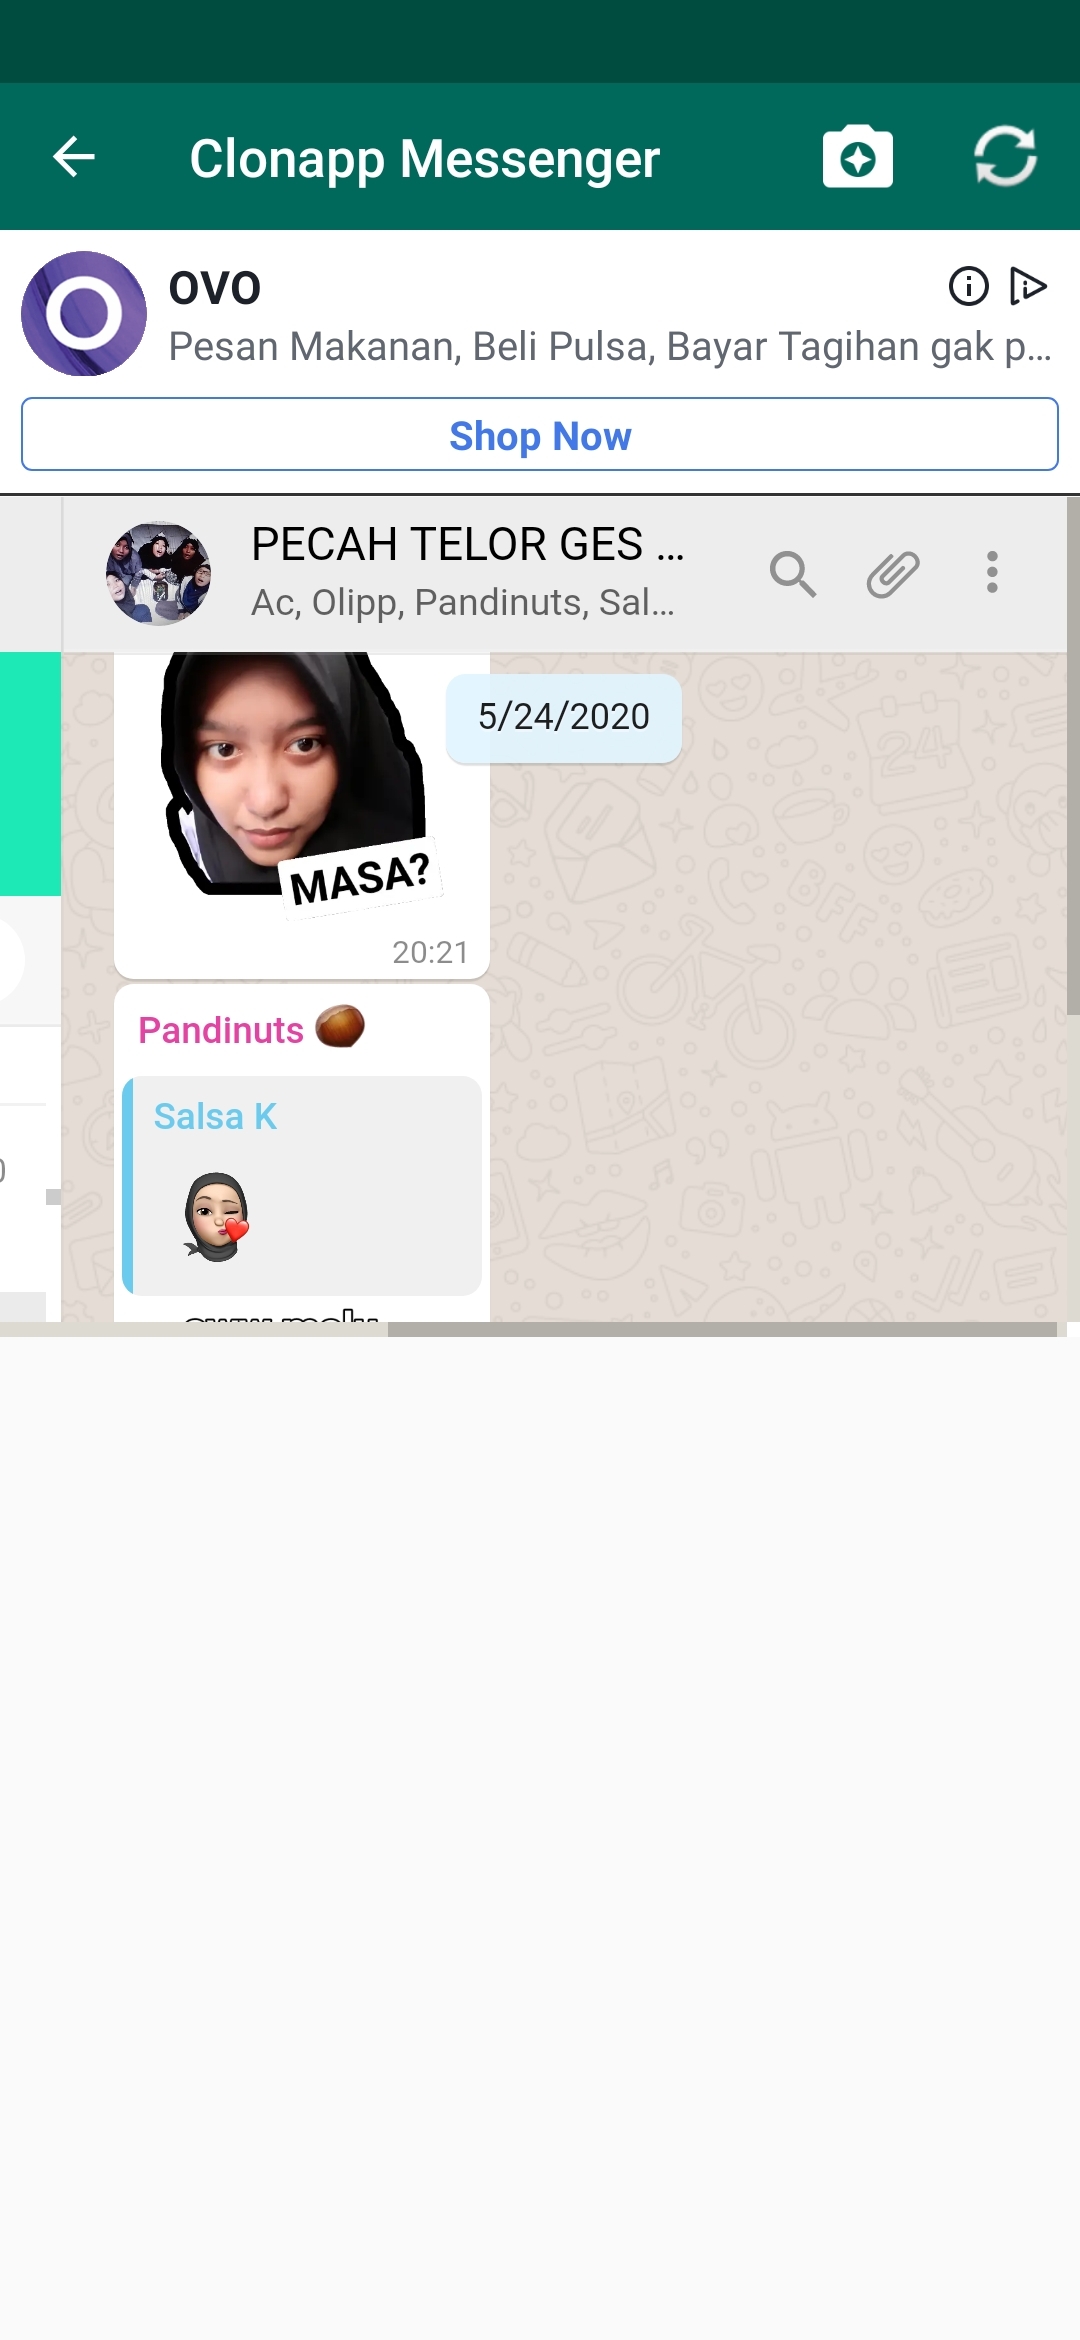 Clonapp Messenger
OVO
Pesan Makanan, Beli Pulsa, Bayar Tagihan gak p...
Shop Now
PECAH TELOR GES ...
Ac, Olipp, Pandinuts, Sal...
5/24/2020
MASA?
20:21
Pandinuts
Salsa K